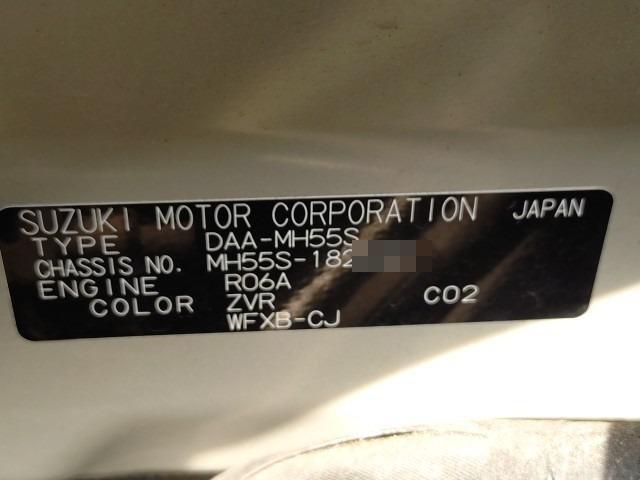 SUZUKI MOTOR CORPORATION JAPAN
TYPE DAA-MH55S
CHASSIS NO. MH55S-182
ENGINE R06A
COLOR ZVR C02
WFXB-CJ